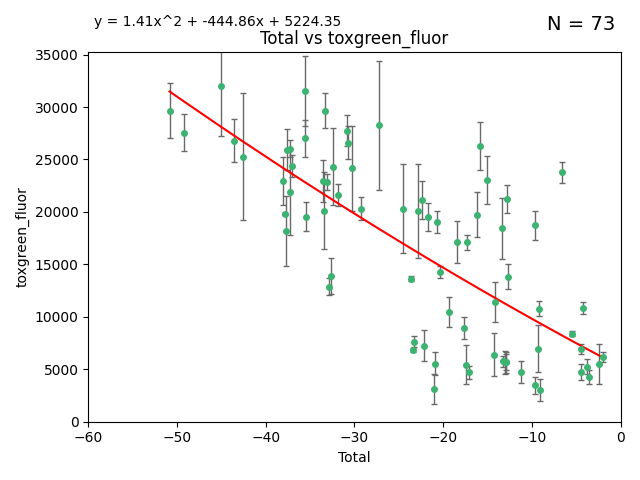 y = 1.41x^2 + -444.86x + 5224.35
N = 73
Total vs toxgreen_fluor
35000
30000
25000
20000
15000
10000
5000
0
toxgreen_fluor
−60 −50 −40 −30 −20 −10 0
Total